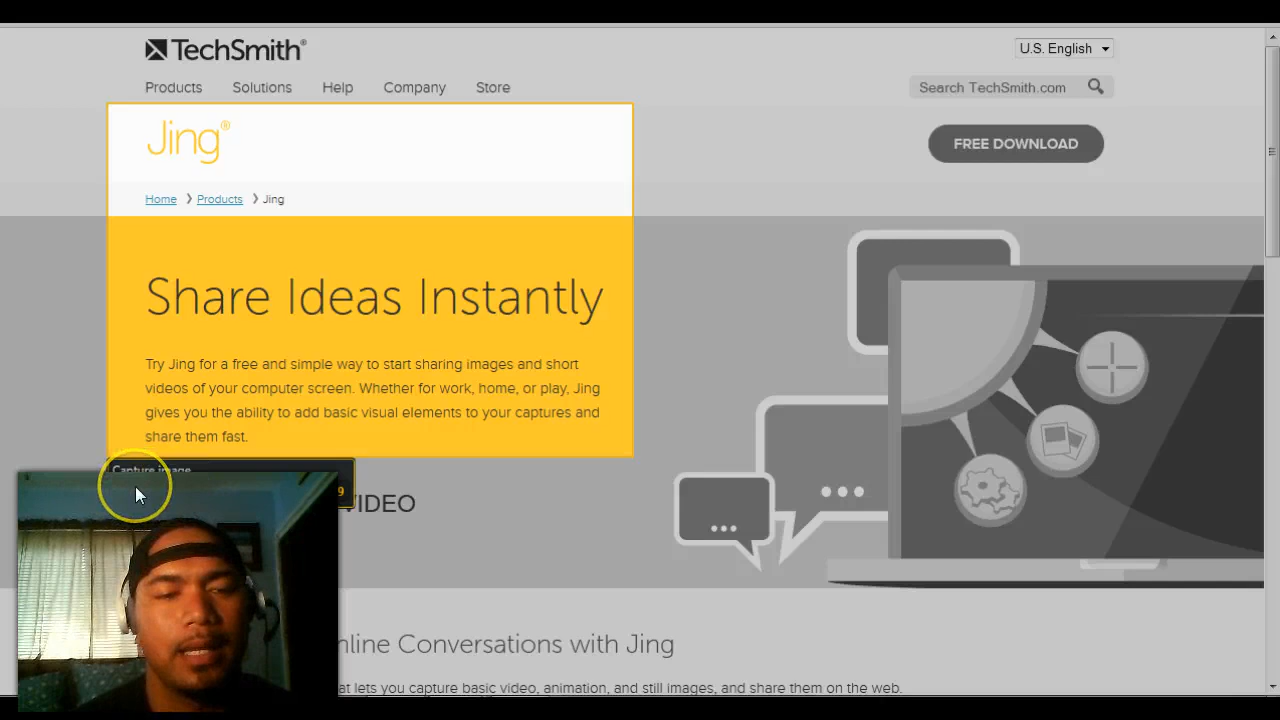 TechSmith®
U.S. English
Products Solutions Help Company Store
Search TechSmith.com
Jing®
FREE DOWNLOAD
Home > Products > Jing
Share Ideas Instantly
Try Jing for a free and simple way to start sharing images and short
videos of your computer screen. Whether for work, home, or play, Jing
gives you the ability to add basic visual elements to your captures and
share them fast.
Capture image
9
VIDEO
nline Conversations with Jing
at lets you capture basic video, animation, and still images, and share them on the web.